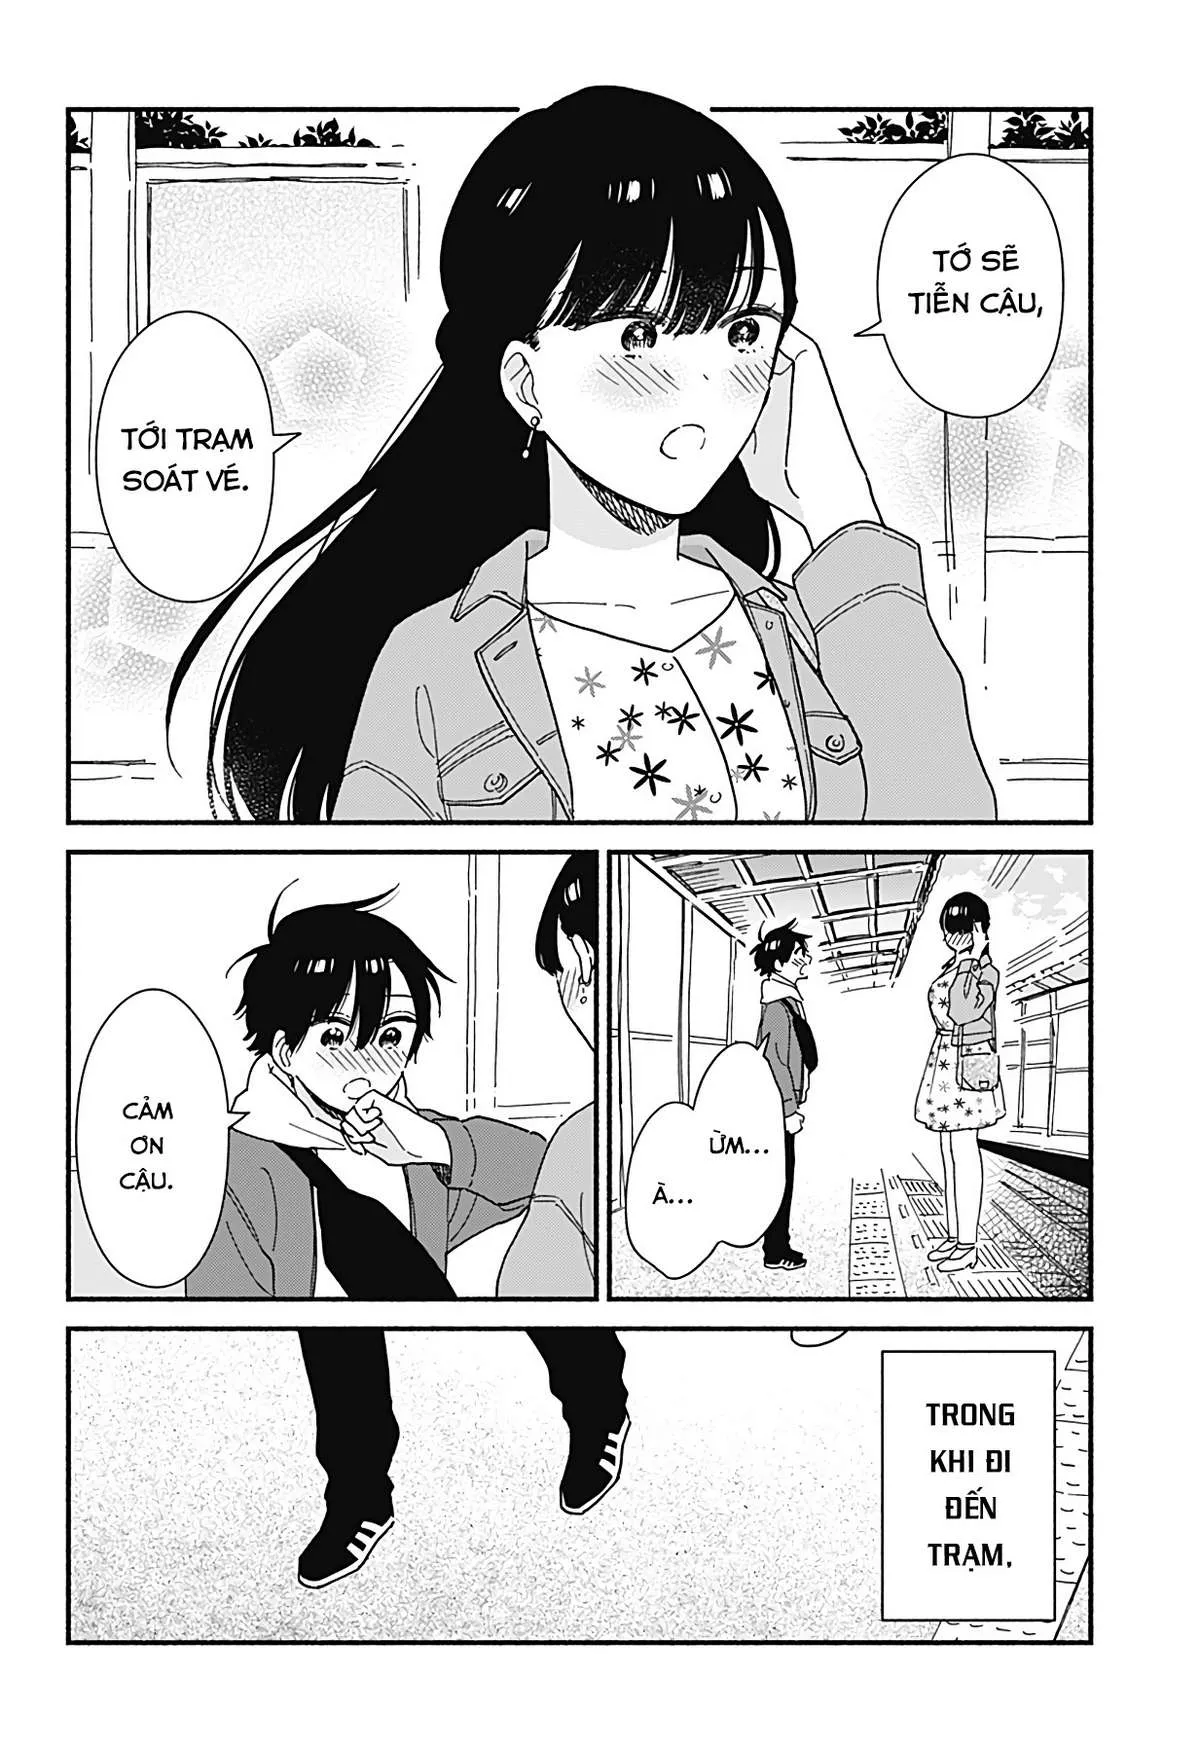 TỚ SẼ
TIỄN CẬU,
TỚI TRẠM
SOÁT VÉ.
ỪM...
À...
CẢM
ƠN
CẬU.
TRONG
KHI ĐI
ĐẾN
TRẠM,